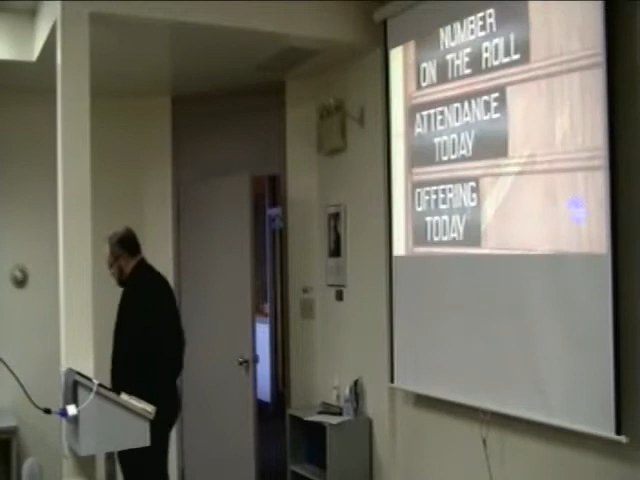 NUMBER
ON THE ROLL
ATTENDANCE
TODAY
OFFERING
TODAY